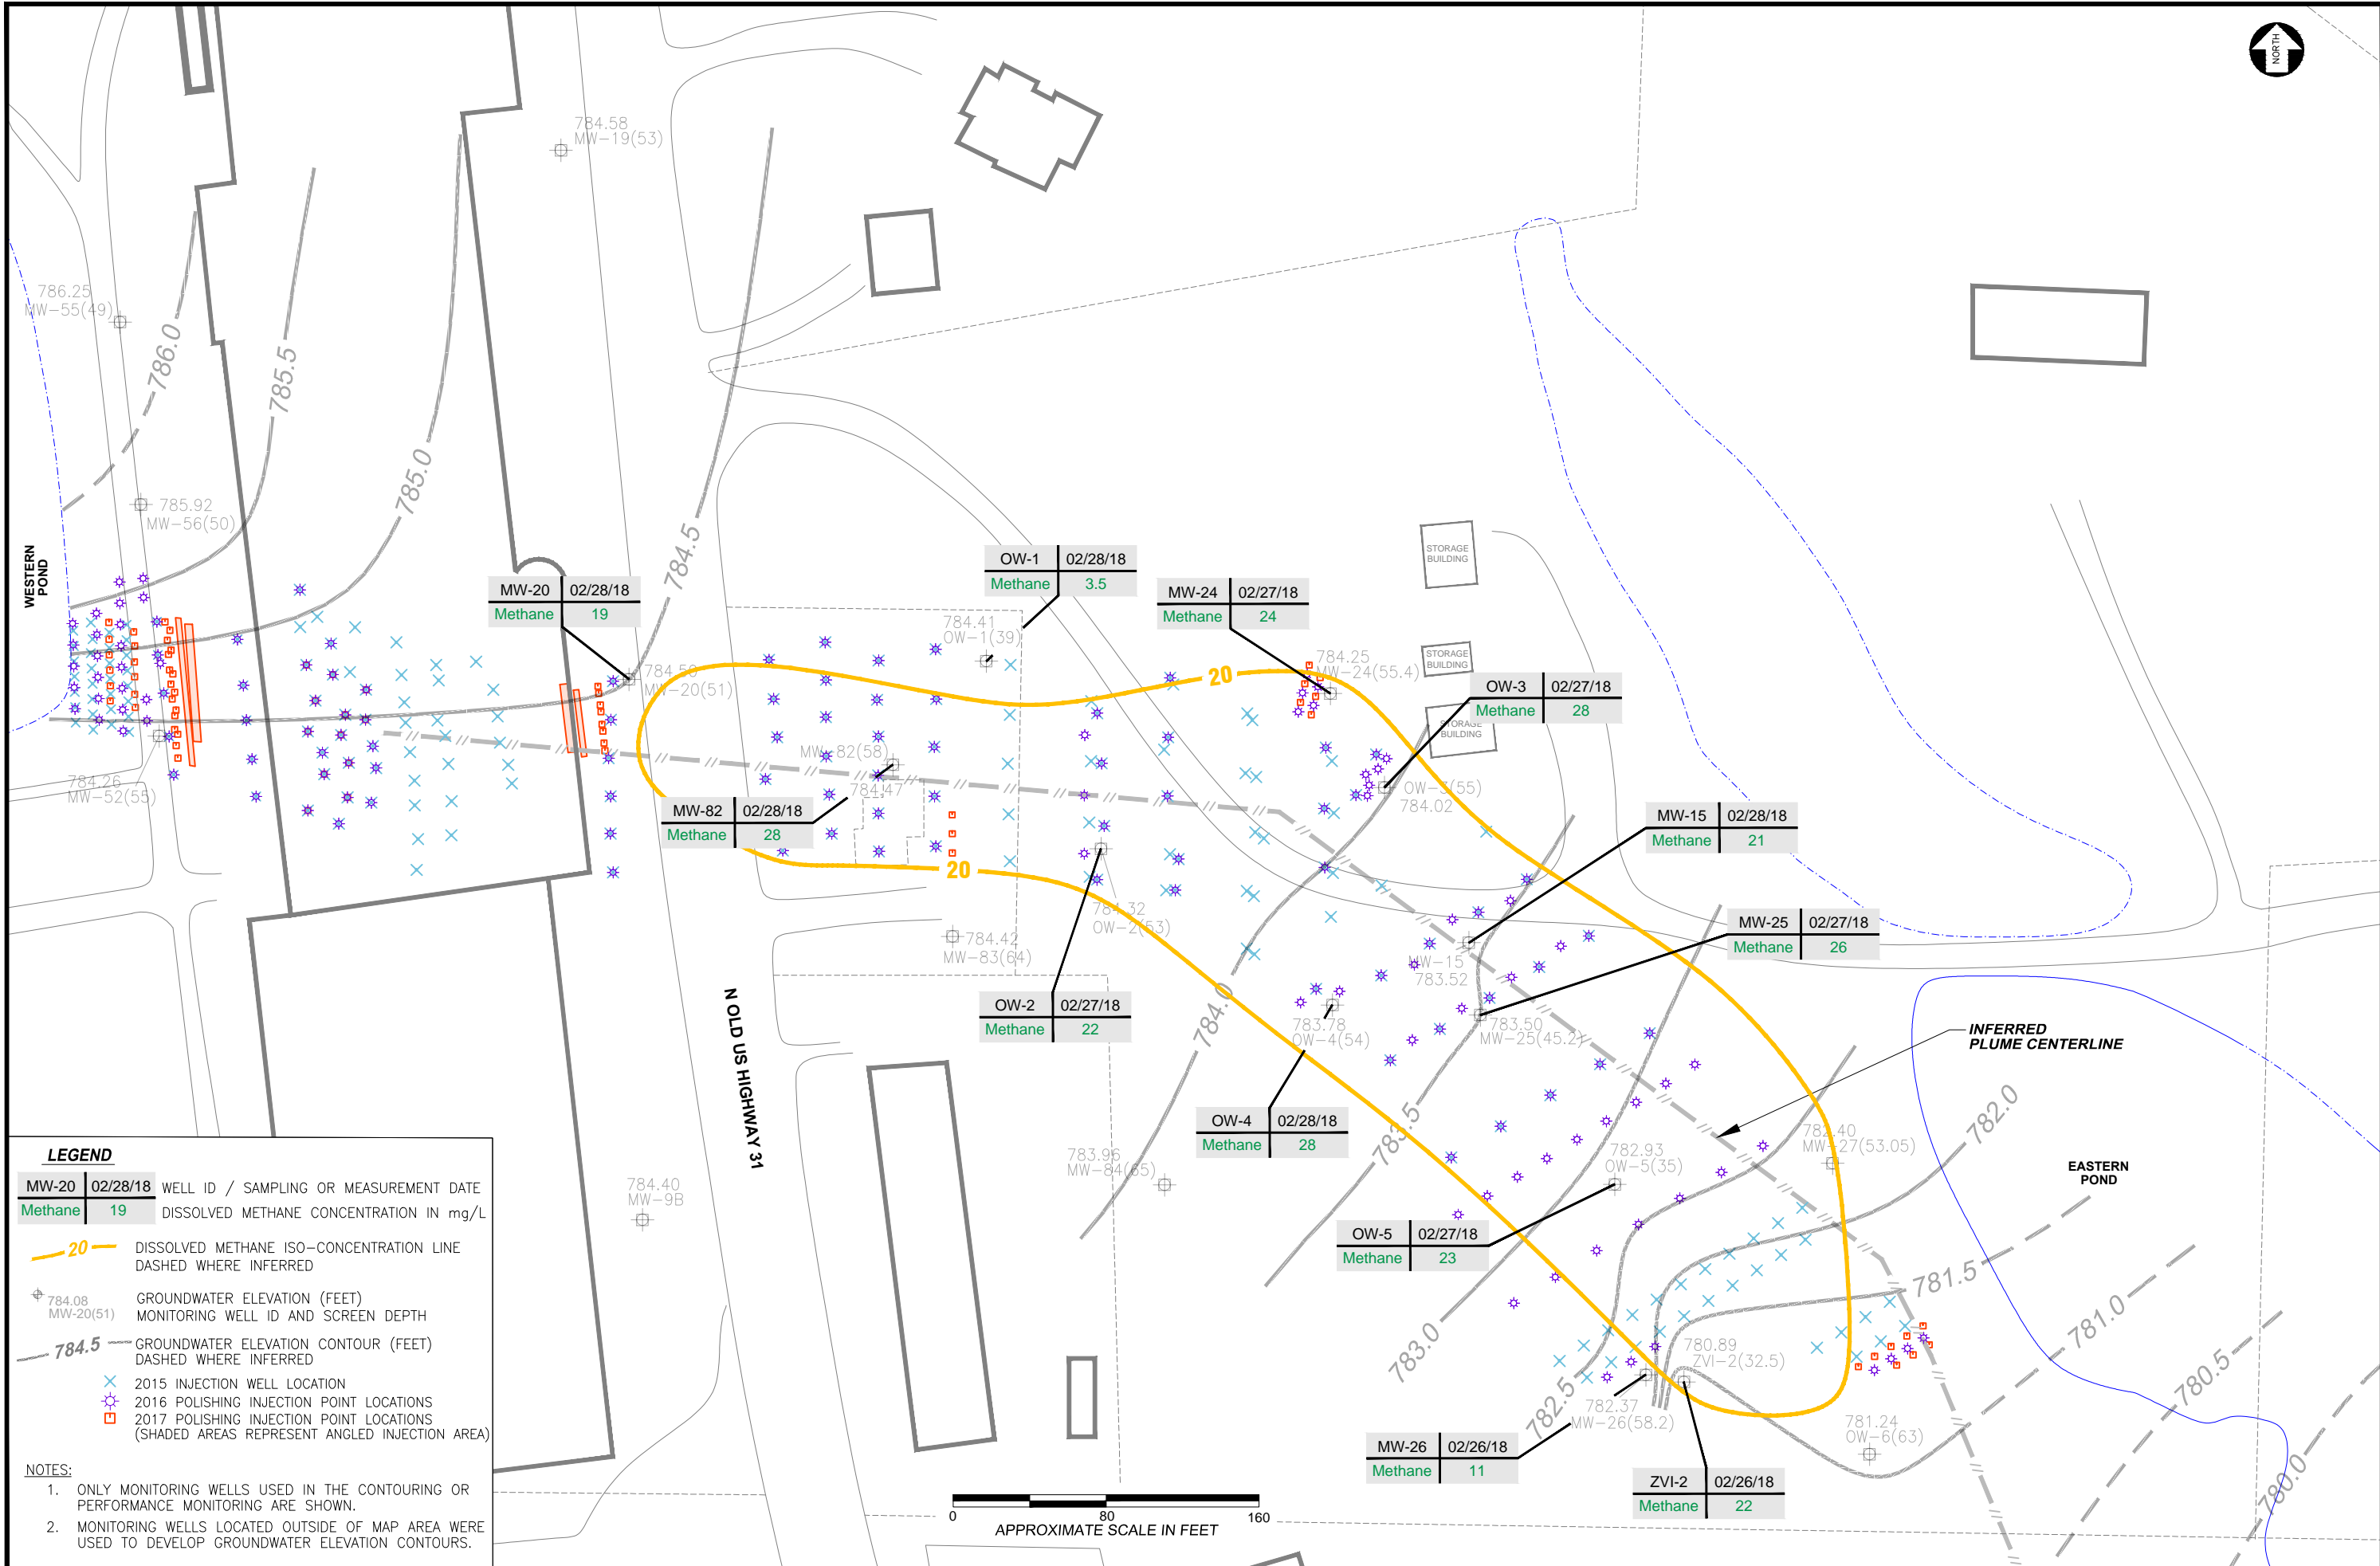 NORTH
784.58
MW-19(53)
786.25
MW-55(49)
786.0
785.5
785.0
784.5
785.92
MW-56(50)
WESTERN
POND
MW-20 02/28/18
Methane 19
784.50
MW-20(51)
OW-1 02/28/18
Methane 3.5
784.41
OW-1(39)
MW-24 02/27/18
Methane 24
784.25
MW-24(55.4)
STORAGE
BUILDING
STORAGE
BUILDING
STORAGE
BUILDING
20
OW-3 02/27/18
Methane 28
OW-3(55)
784.02
784.26
MW-52(55)
MW-82(58)
784.47
MW-82 02/28/18
Methane 28
20
MW-15 02/28/18
Methane 21
MW-15
783.52
784.32
OW-2(53)
784.42
MW-83(64)
MW-25 02/27/18
Methane 26
783.50
MW-25(45.2)
OW-2 02/27/18
Methane 22
784.0
783.78
OW-4(54)
INFERRED
PLUME CENTERLINE
N OLD US HIGHWAY 31
OW-4 02/28/18
Methane 28
783.5
782.0
782.40
MW-27(53.05)
783.96
MW-84(65)
782.93
OW-5(35)
EASTERN
POND
784.40
MW-9B
OW-5 02/27/18
Methane 23
781.5
781.0
783.0
780.5
780.89
ZVI-2(32.5)
782.5
782.37
MW-26(58.2)
781.24
OW-6(63)
MW-26 02/26/18
Methane 11
ZVI-2 02/26/18
Methane 22
780.0
0 80 160
APPROXIMATE SCALE IN FEET
LEGEND
MW-20 02/28/18 WELL ID / SAMPLING OR MEASUREMENT DATE
Methane 19 DISSOLVED METHANE CONCENTRATION IN mg/L
20 DISSOLVED METHANE ISO-CONCENTRATION LINE
DASHED WHERE INFERRED
784.08 GROUNDWATER ELEVATION (FEET)
MW-20(51) MONITORING WELL ID AND SCREEN DEPTH
784.5 GROUNDWATER ELEVATION CONTOUR (FEET)
DASHED WHERE INFERRED
2015 INJECTION WELL LOCATION
2016 POLISHING INJECTION POINT LOCATIONS
2017 POLISHING INJECTION POINT LOCATIONS
(SHADED AREAS REPRESENT ANGLED INJECTION AREA)
NOTES:
1. ONLY MONITORING WELLS USED IN THE CONTOURING OR
PERFORMANCE MONITORING ARE SHOWN.
2. MONITORING WELLS LOCATED OUTSIDE OF MAP AREA WERE
USED TO DEVELOP GROUNDWATER ELEVATION CONTOURS.